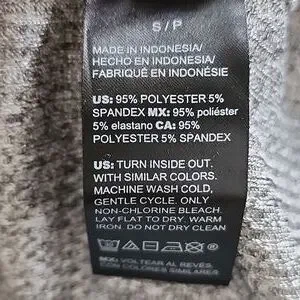 S / P
MADE IN INDONESIA/
HECHO EN INDONESIA/
FABRIQUÉ EN INDONÉSIE
US: 95% POLYESTER 5%
SPANDEX MX: 95% poliéster
5% elastano CA: 95%
POLYESTER 5% SPANDEX
US: TURN INSIDE OUT.
WITH SIMILAR COLORS.
MACHINE WASH COLD,
GENTLE CYCLE. ONLY
NON-CHLORINE BLEACH.
LAY FLAT TO DRY. WARM
IRON. DO NOT DRY CLEAN
MX: VOLTEAR AL REVÉS,
CON COLORES SIMILARES